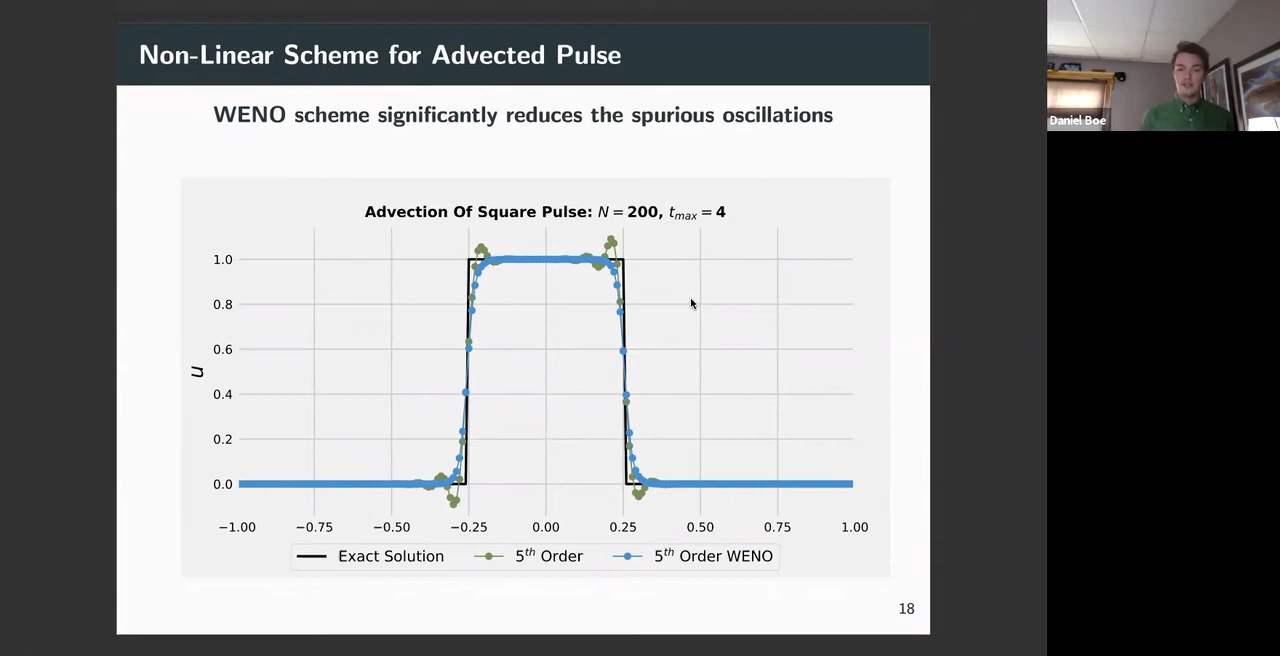 Non-Linear Scheme for Advected Pulse
WENO scheme significantly reduces the spurious oscillations
Advection Of Square Pulse: N = 200, tmax = 4
1.0
0.8
0.6
0.4
0.2
0.0
u
−1.00 −0.75 −0.50 −0.25 0.00 0.25 0.50 0.75 1.00
Exact Solution 5th Order 5th Order WENO
18
Daniel Boe